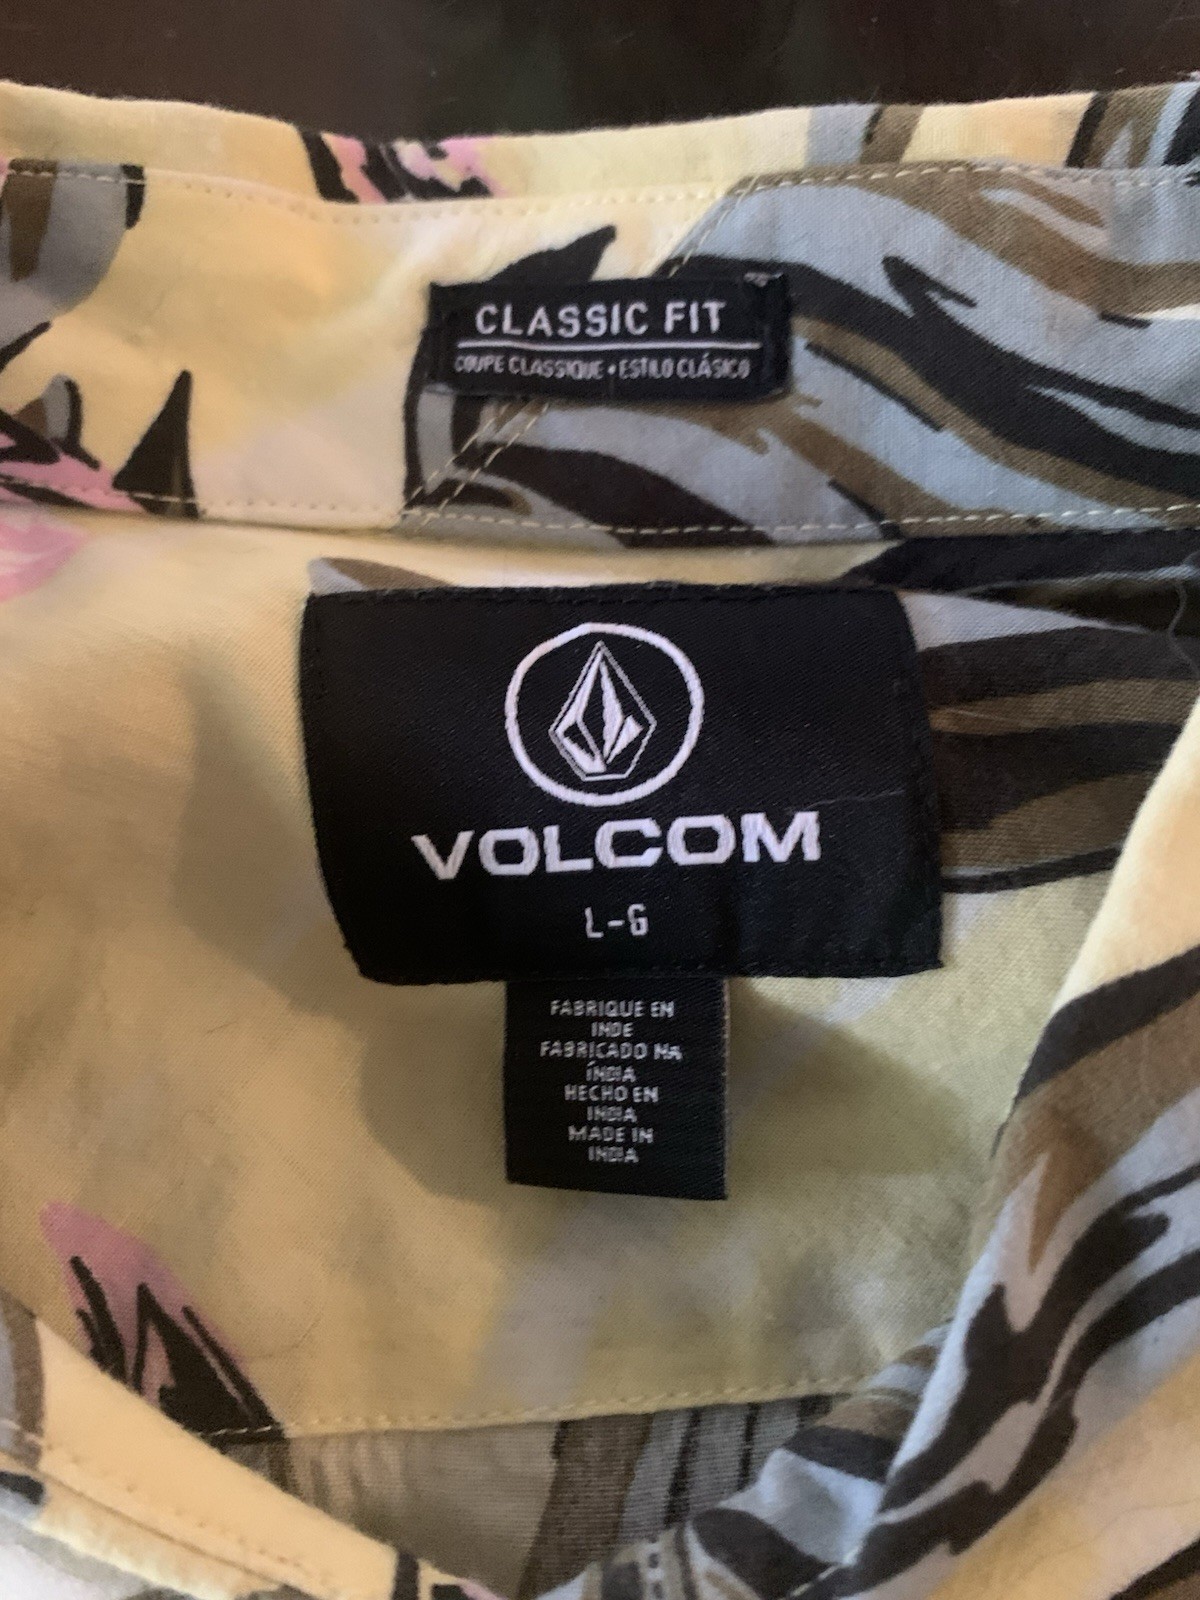 CLASSIC FIT
COUPE CLASSIQUE • ESTILO CLÁSICO
VOLCOM
L-G
FABRIQUE EN
INDE
FABRICADO NA
ÍNDIA
HECHO EN
INDIA
MADE IN
INDIA